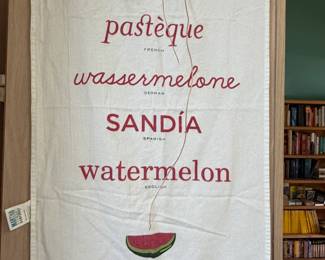 pastèque
FRENCH
wassermelone
GERMAN
SANDÍA
SPANISH
watermelon
ENGLISH